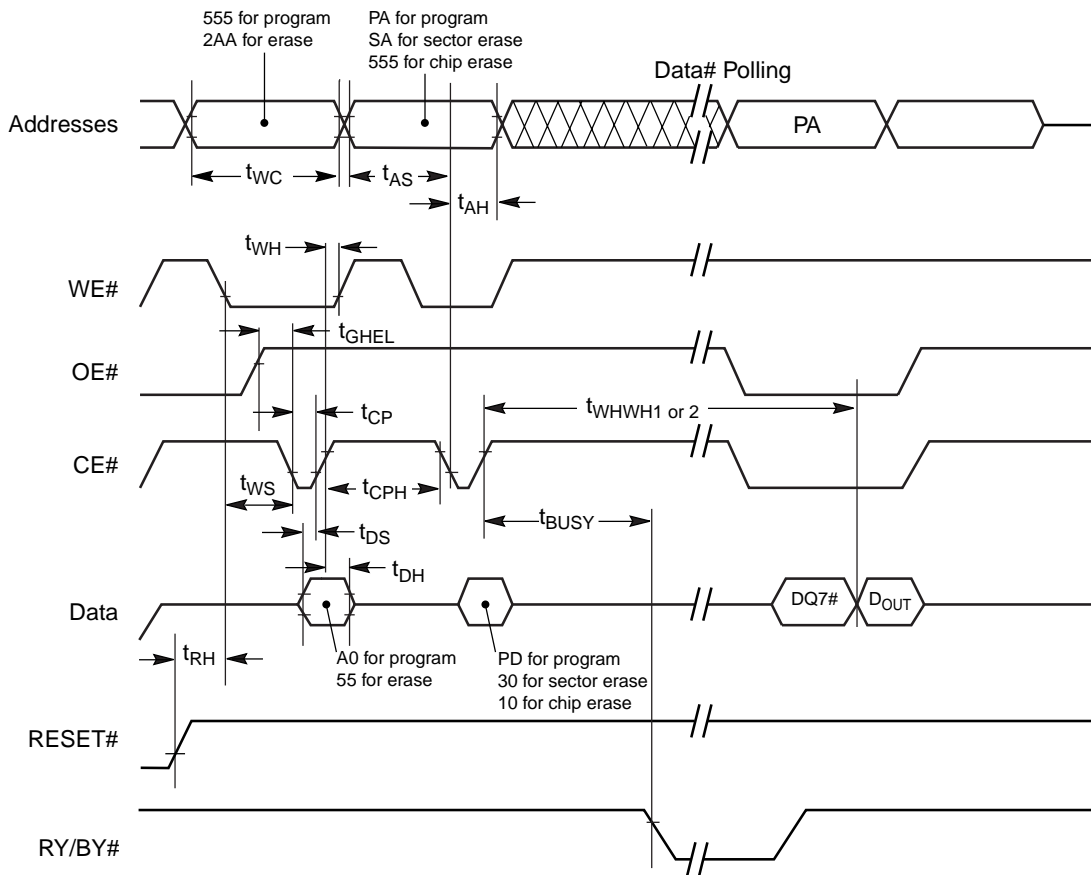 555 for program
2AA for erase
PA for program
SA for sector erase
555 for chip erase
Data# Polling
Addresses
PA
tWC
tAS
tAH
tWH
WE#
tGHEL
OE#
tWHWH1 or 2
tCP
CE#
tWS
tCPH
tBUSY
tDS
tDH
Data
DQ7#
DOUT
tRH
A0 for program
55 for erase
PD for program
30 for sector erase
10 for chip erase
RESET#
RY/BY#